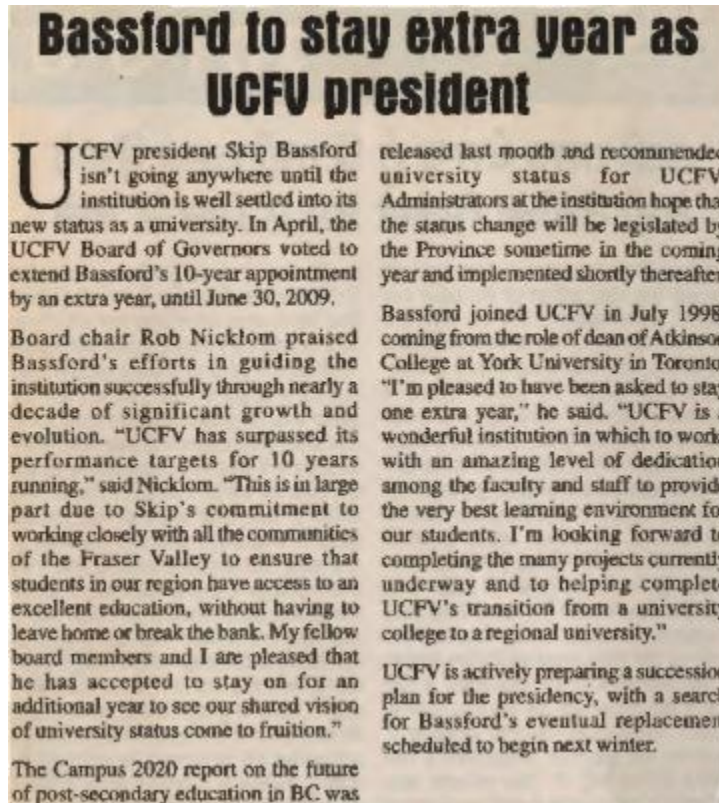 Bassford to stay extra year as
UCFV president
UCFV president Skip Bassford
isn't going anywhere until the
institution is well settled into its
new status as a university. In April, the
UCFV Board of Governors voted to
extend Bassford's 10-year appointment
by an extra year, until June 30, 2009.
Board chair Rob Nicklom praised
Bassford's efforts in guiding the
institution successfully through nearly a
decade of significant growth and
evolution. “UCFV has surpassed its
performance targets for 10 years
running,” said Nicklom. “This is in large
part due to Skip's commitment to
working closely with all the communities
of the Fraser Valley to ensure that
students in our region have access to an
excellent education, without having to
leave home or break the bank. My fellow
board members and I are pleased that
he has accepted to stay on for an
additional year to see our shared vision
of university status come to fruition.”
The Campus 2020 report on the future
of post-secondary education in BC was
released last month and recommende
university status for UCFV
Administrators at the institution hope tha
the status change will be legislated b
the Province sometime in the coming
year and implemented shortly thereafter
Bassford joined UCFV in July 1998
coming from the role of dean of Atkinson
College at York University in Toronto
“I'm pleased to have been asked to stay
one extra year,” he said. “UCFV is
wonderful institution in which to work
with an amazing level of dedication
among the faculty and staff to provide
the very best learning environment fo
our students. I'm looking forward t
completing the many projects currently
underway and to helping complet
UCFV's transition from a university
college to a regional university.”
UCFV is actively preparing a succession
plan for the presidency, with a search
for Bassford's eventual replacemen
scheduled to begin next winter.